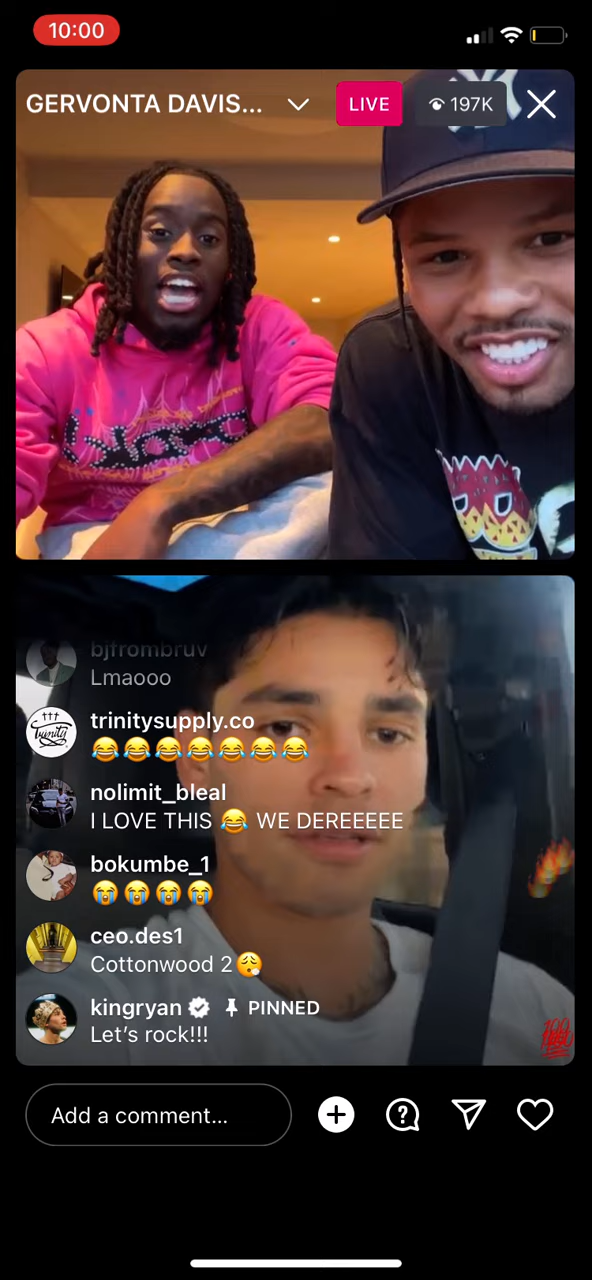 10:00
GERVONTA DAVIS...
LIVE
197K
bjfrombruv
Lmaooo
trinitysupply.co
😂😂😂😂😂😂😂
nolimit_bleal
I LOVE THIS 😂 WE DEREEEEE
bokumbe_1
😭😭😭😭
ceo.des1
Cottonwood 2😮‍💨
kingryan PINNED
Let's rock!!!
Add a comment...